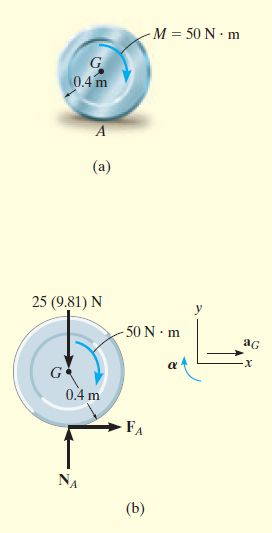 M = 50 N · m
G
0.4 m
A
(a)
25 (9.81) N
y
50 N · m
a_G
α
x
G
0.4 m
F_A
N_A
(b)